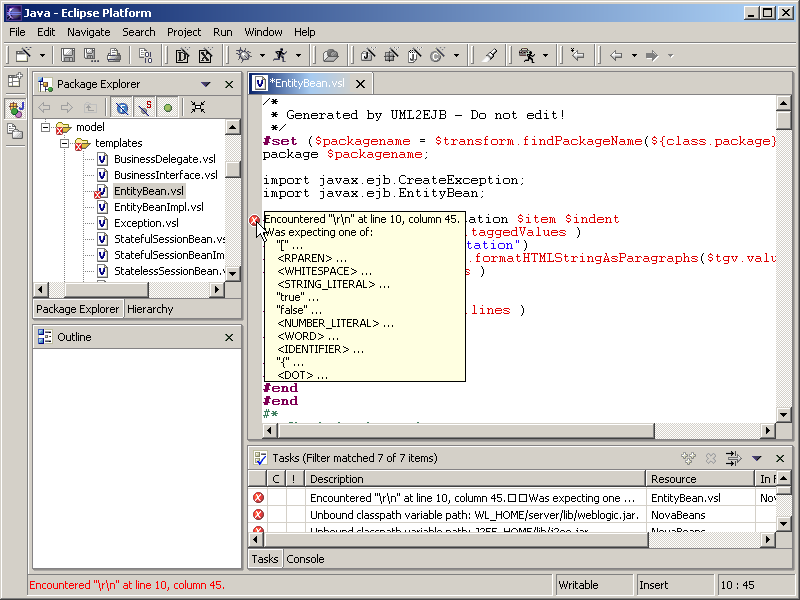 Java - Eclipse Platform
File Edit Navigate Search Project Run Window Help
Package Explorer
model
templates
BusinessDelegate.vsl
BusinessInterface.vsl
EntityBean.vsl
EntityBeanImpl.vsl
Exception.vsl
StatefulSessionBean.vs
StatefulSessionBeanIm
StatelessSessionBean.
Package Explorer Hierarchy
Outline
*EntityBean.vsl
/*
* Generated by UML2EJB - Do not edit!
*/
#set ($packagename = $transform.findPackageName(${class.package}
package $packagename;
import javax.ejb.CreateException;
import javax.ejb.EntityBean;
Encountered "\r\n" at line 10, column 45.
ation $item $indent
Was expecting one of:
.taggedValues )
"[" ...
tation")
<RPAREN> ...
.formatHTMLStringAsParagraphs($tgv.valu
<WHITESPACE> ...
s )
<STRING_LITERAL> ...
"true" ...
"false" ...
.lines )
<NUMBER_LITERAL> ...
<WORD> ...
<IDENTIFIER> ...
"{" ...
<DOT> ...
#end
#end
#*
Tasks (Filter matched 7 of 7 items)
C ! Description Resource In F
Encountered "\r\n" at line 10, column 45.□□Was expecting one ... EntityBean.vsl Nov
Unbound classpath variable path: WL_HOME/server/lib/weblogic.jar. NovaBeans
Unbound classpath variable path: J2EE_HOME/lib/j2ee.jar NovaBeans
Tasks Console
Encountered "\r\n" at line 10, column 45.
Writable Insert 10 : 45